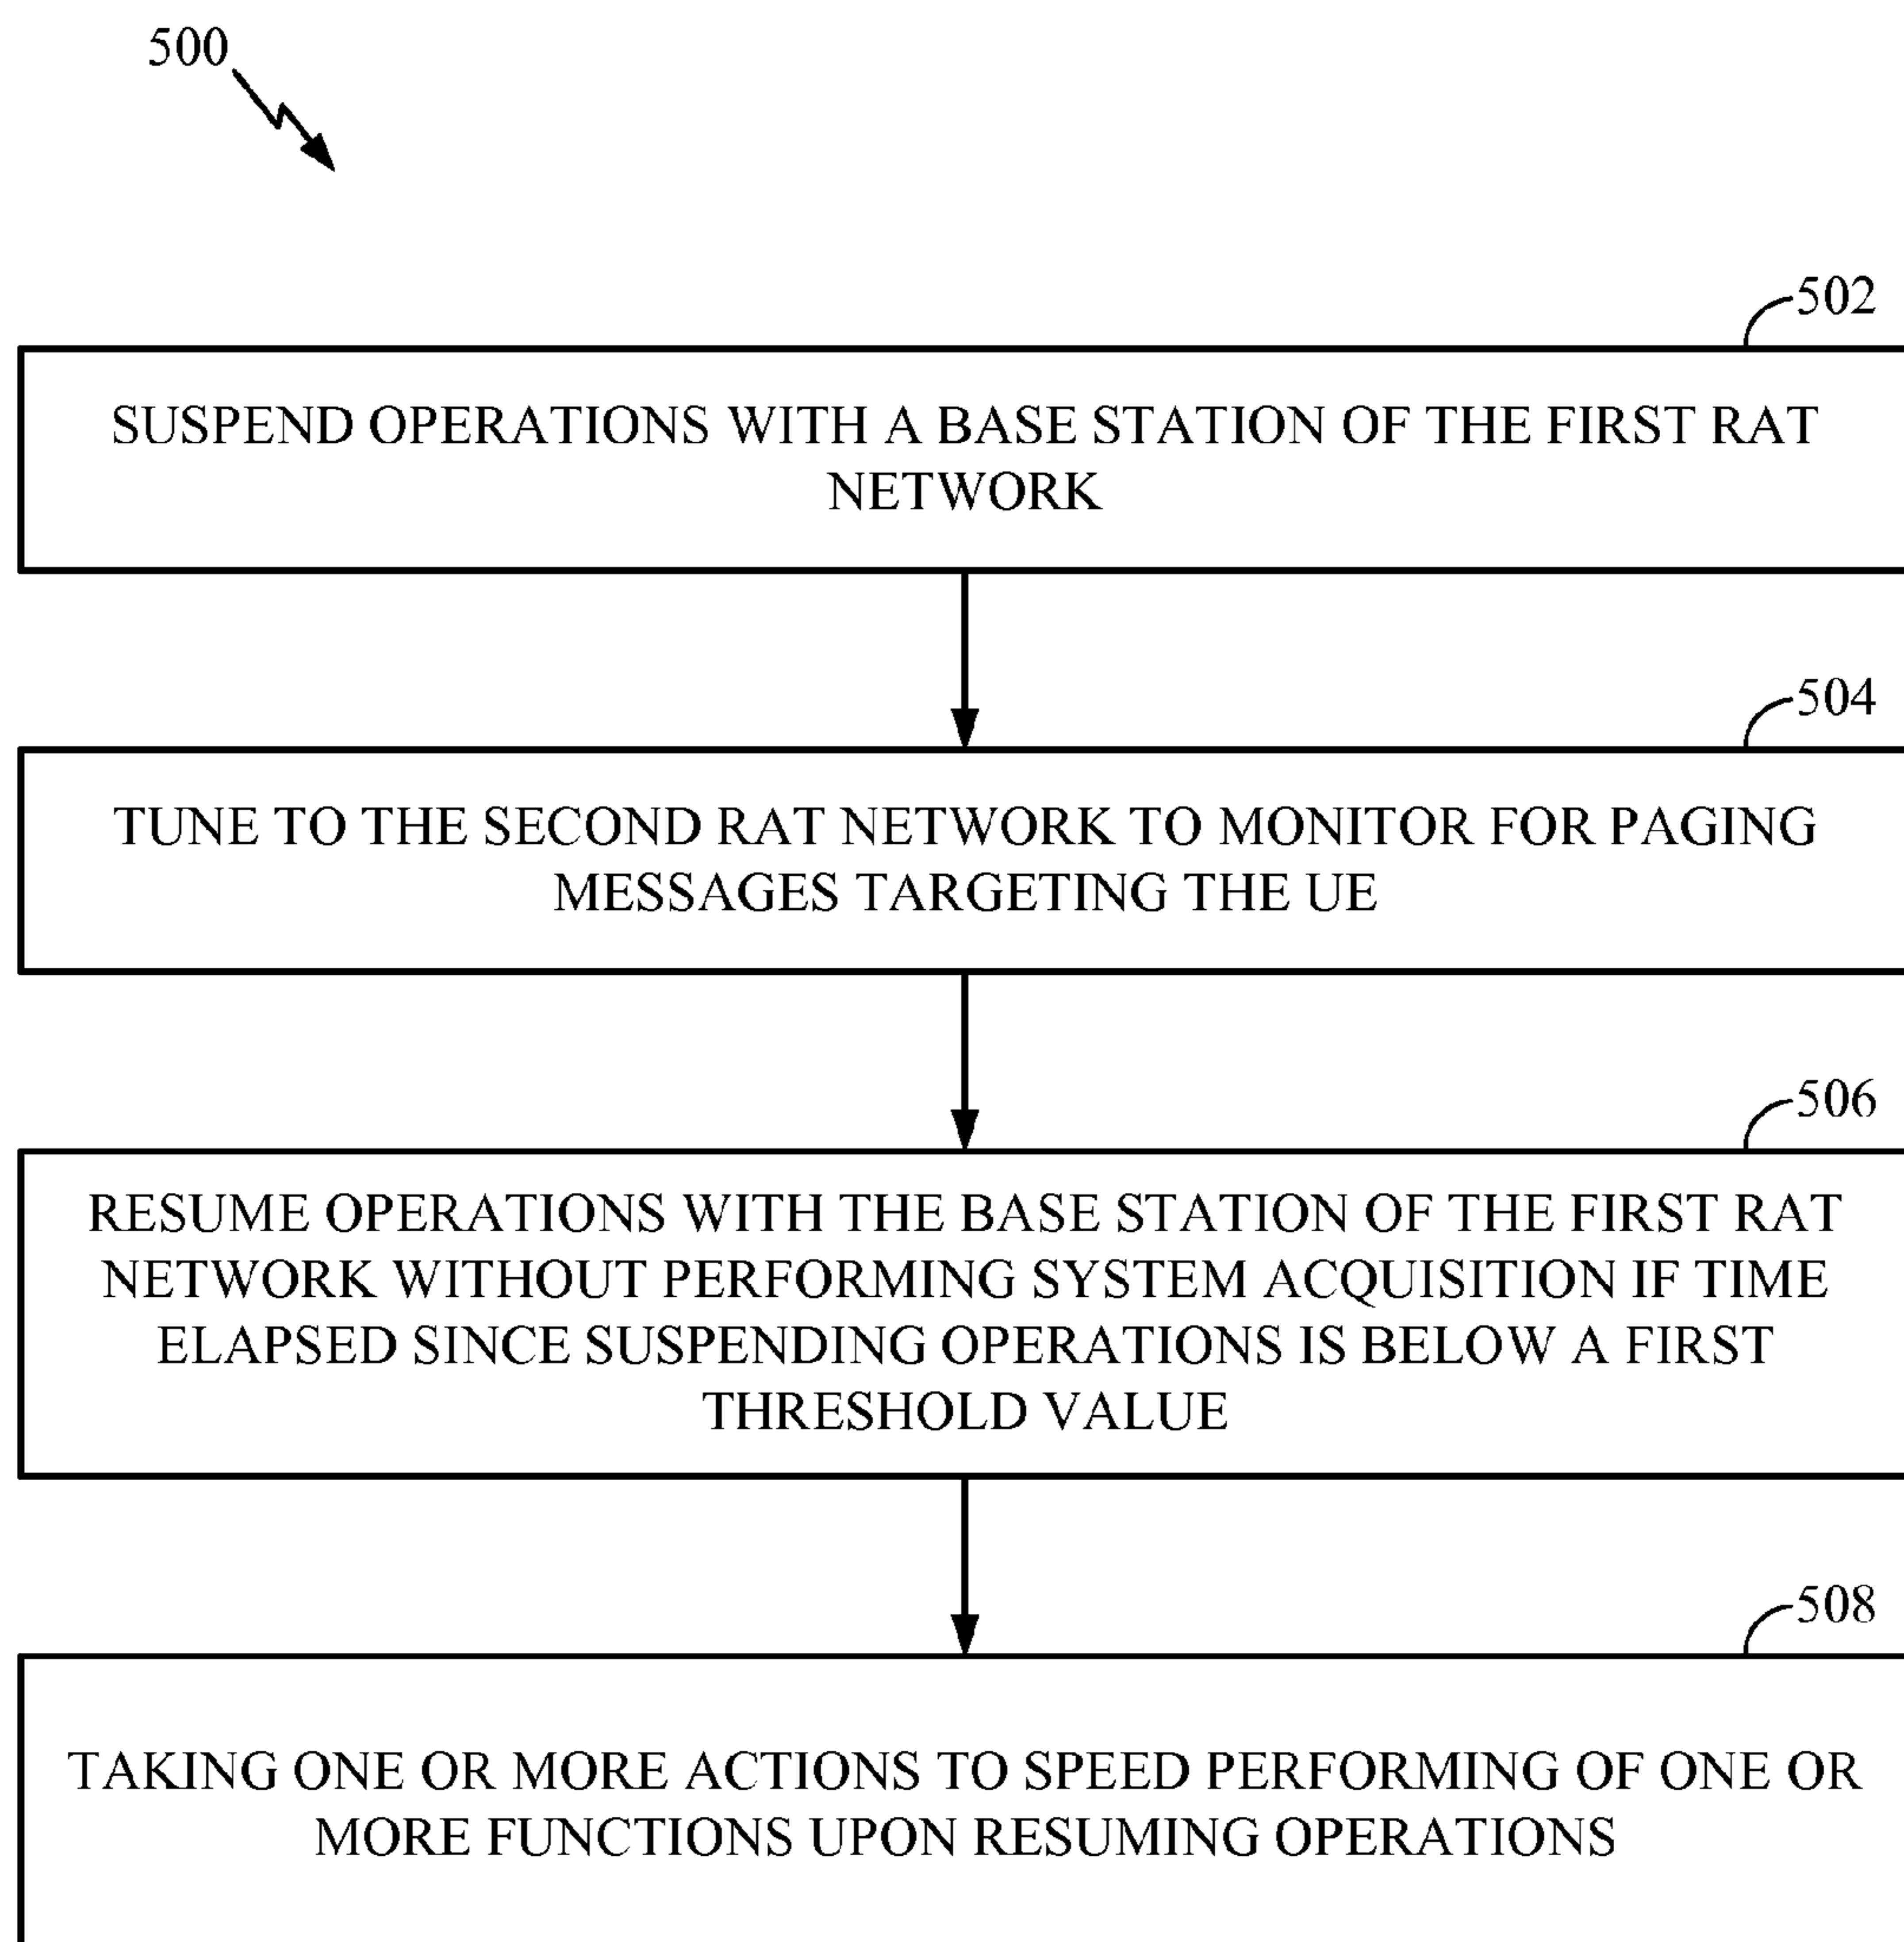 500
502
SUSPEND OPERATIONS WITH A BASE STATION OF THE FIRST RAT
NETWORK
504
TUNE TO THE SECOND RAT NETWORK TO MONITOR FOR PAGING
MESSAGES TARGETING THE UE
506
RESUME OPERATIONS WITH THE BASE STATION OF THE FIRST RAT
NETWORK WITHOUT PERFORMING SYSTEM ACQUISITION IF TIME
ELAPSED SINCE SUSPENDING OPERATIONS IS BELOW A FIRST
THRESHOLD VALUE
508
TAKING ONE OR MORE ACTIONS TO SPEED PERFORMING OF ONE OR
MORE FUNCTIONS UPON RESUMING OPERATIONS